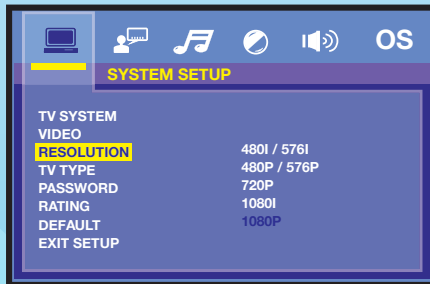 OS
SYSTEM SETUP
TV SYSTEM
VIDEO
RESOLUTION
TV TYPE
PASSWORD
RATING
DEFAULT
EXIT SETUP
480I / 576I
480P / 576P
720P
1080I
1080P